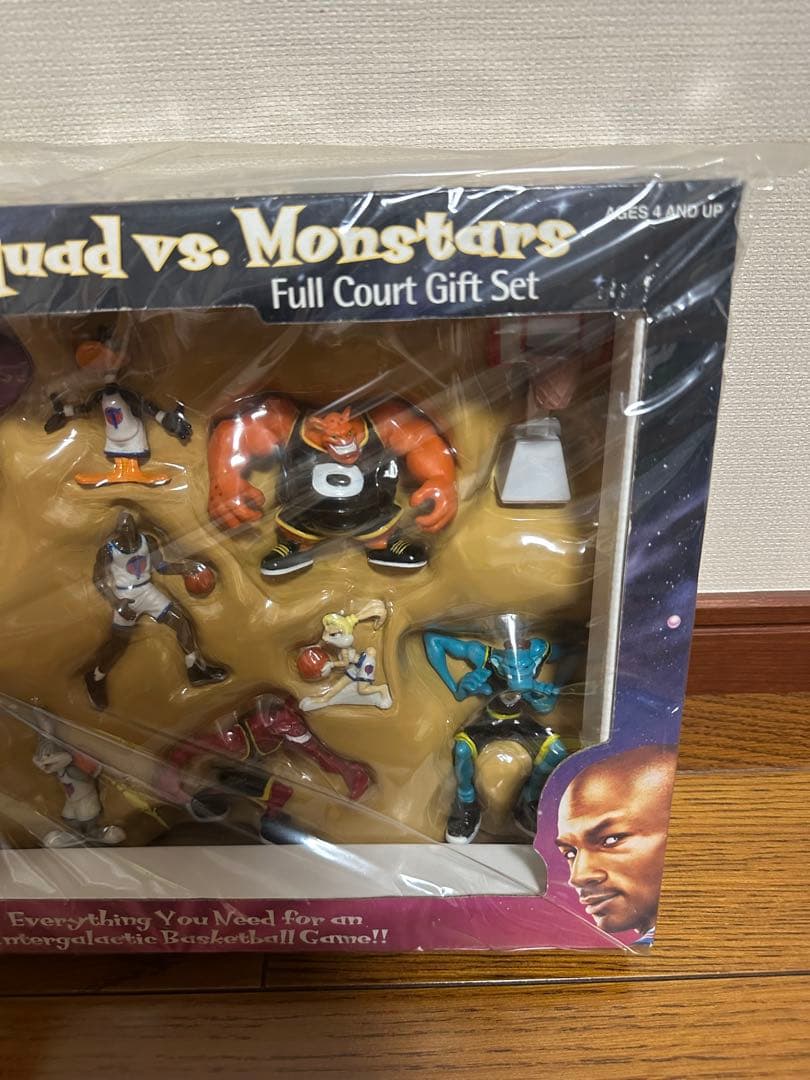 quad vs. Monstars
AGES 4 AND UP
Full Court Gift Set
0
Everything You Need for an
ntergalactic Basketball Game!!